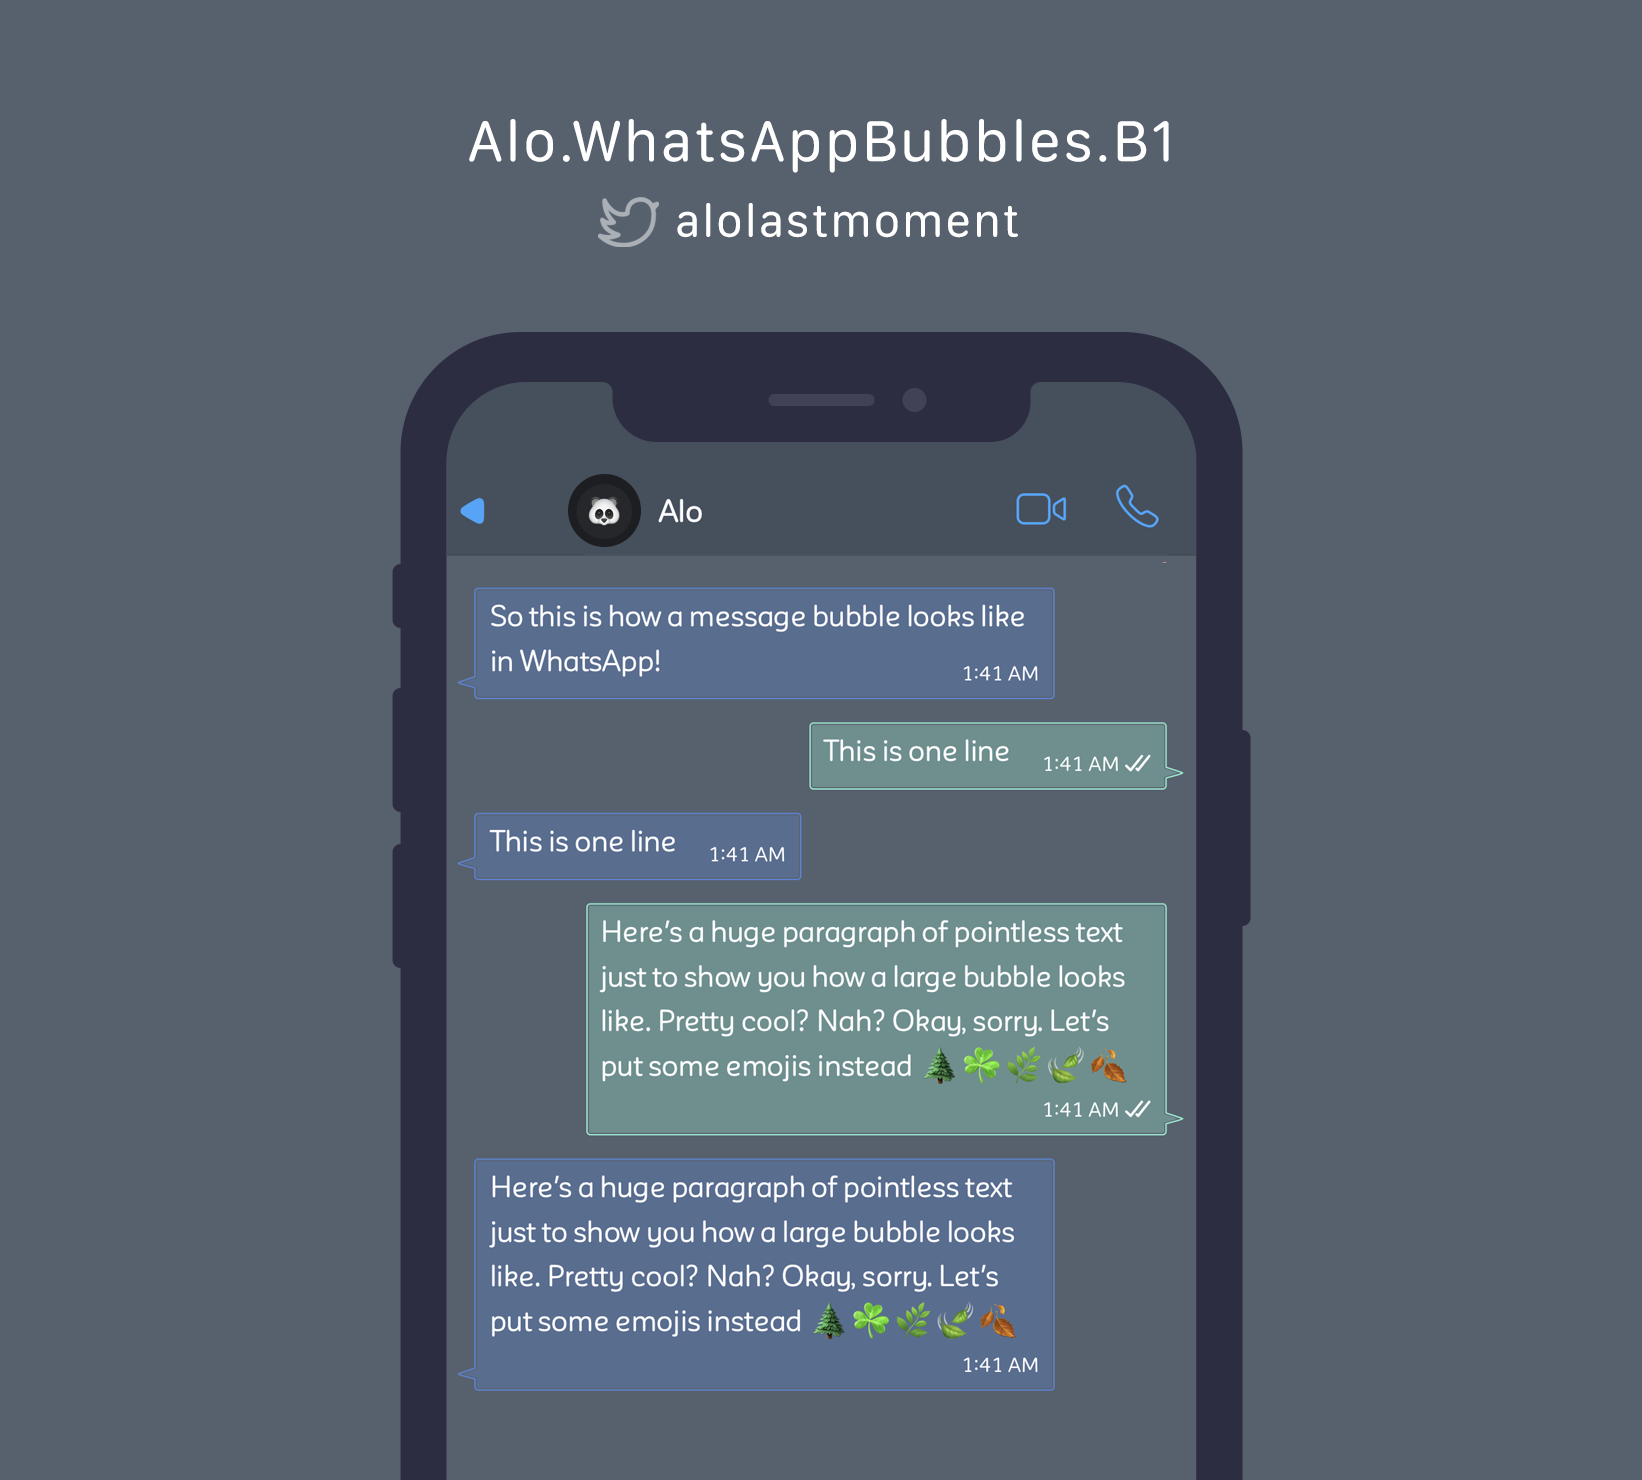 Alo.WhatsAppBubbles.B1
alolastmoment
Alo
So this is how a message bubble looks like
in WhatsApp!
1:41 AM
This is one line
1:41 AM
This is one line
1:41 AM
Here's a huge paragraph of pointless text
just to show you how a large bubble looks
like. Pretty cool? Nah? Okay, sorry. Let's
put some emojis instead 🌲☘️🌿🍃🍂
1:41 AM
Here's a huge paragraph of pointless text
just to show you how a large bubble looks
like. Pretty cool? Nah? Okay, sorry. Let's
put some emojis instead 🌲☘️🌿🍃🍂
1:41 AM